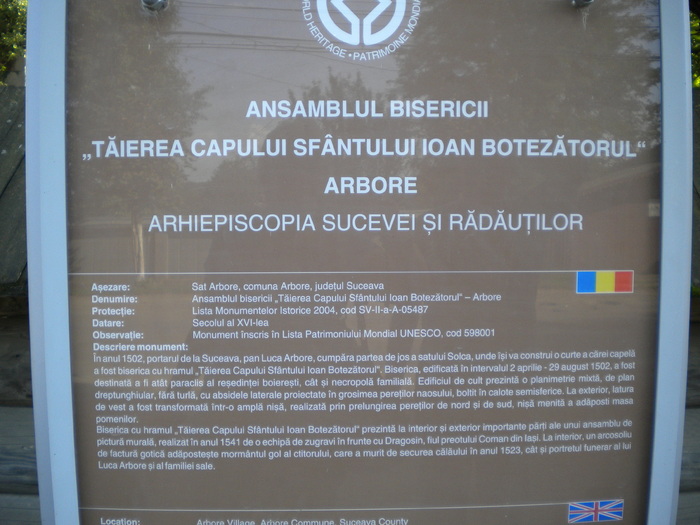 WORLD HERITAGE • PATRIMOINE MONDIAL
ANSAMBLUL BISERICII
„TĂIEREA CAPULUI SFÂNTULUI IOAN BOTEZĂTORUL“
ARBORE
ARHIEPISCOPIA SUCEVEI ȘI RĂDĂUȚILOR
Așezare: Sat Arbore, comuna Arbore, județul Suceava
Denumire: Ansamblul bisericii „Tăierea Capului Sfântului Ioan Botezătorul” – Arbore
Protecție: Lista Monumentelor Istorice 2004, cod SV-II-a-A-05487
Datare: Secolul al XVI-lea
Observație: Monument înscris în Lista Patrimoniului Mondial UNESCO, cod 598001
Descriere monument:
În anul 1502, portarul de la Suceava, pan Luca Arbore, cumpăra partea de jos a satului Solca, unde își va construi o curte a cărei capelă
a fost biserica cu hramul „Tăierea Capului Sfântului Ioan Botezătorul”. Biserica, edificată în intervalul 2 aprilie - 29 august 1502, a fost
destinată a fi atât paraclis al reședinței boierești, cât și necropolă familială. Edificiul de cult prezintă o planimetrie mixtă, de plan
dreptunghiular, fără turlă, cu absidele laterale proiectate în grosimea pereților naosului, boltit în calote semisferice. La exterior, latura
de vest a fost transformată într-o amplă nișă, realizată prin prelungirea pereților de nord și de sud, nișă menită a adăposti masa
pomenilor.
Biserica cu hramul „Tăierea Capului Sfântului Ioan Botezătorul” prezintă la interior și exterior importante părți ale unui ansamblu de
pictură murală, realizat în anul 1541 de o echipă de zugravi în frunte cu Dragosin, fiul preotului Coman din Iași. La interior, un arcosoliu
de factură gotică adăpostește mormântul gol al ctitorului, care a murit de securea călăului în anul 1523, cât și portretul funerar al lui
Luca Arbore și al familiei sale.
Location: Arbore Village, Arbore Commune, Suceava County